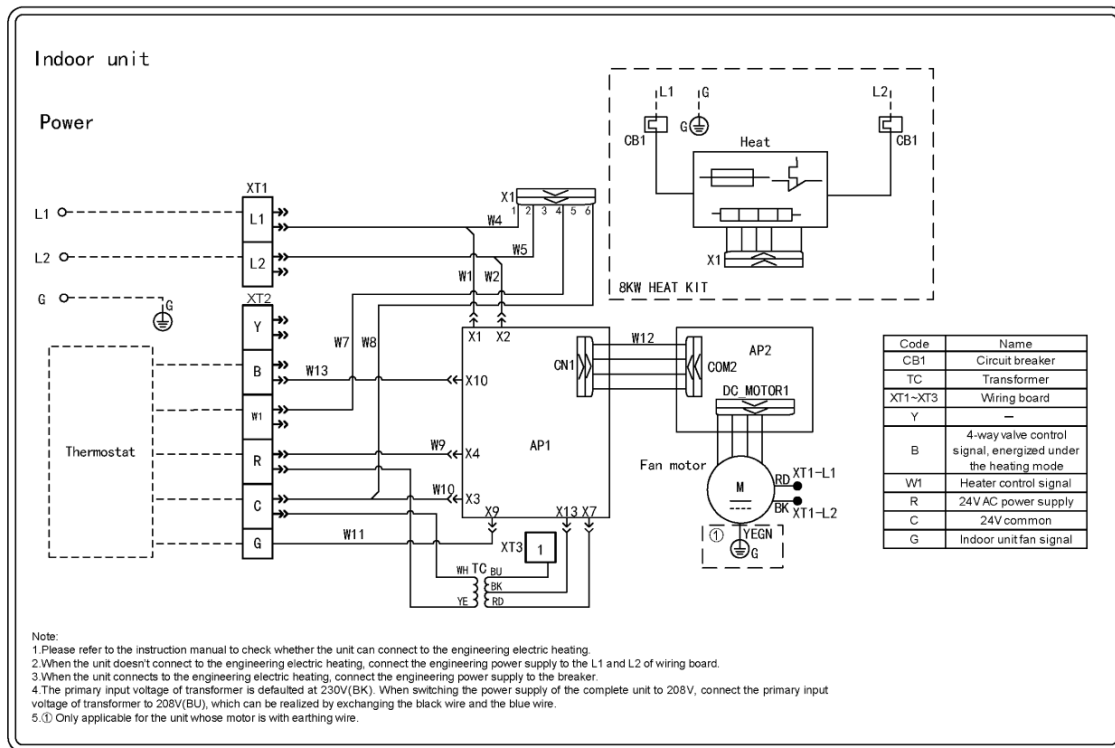 Indoor unit
Power
L1
L2
G
G
XT1
L1
L2
XT2
Y
B
W1
R
C
G
Thermostat
X1
1 2 3 4 5 6
W4
W5
W1
W2
W7
W8
W13
W9
W10
W11
X1 X2
X10
X4
X3
X9
X13 X7
AP1
CN1
W12
COM2
AP2
DC_MOTOR1
Fan motor
M
RD XT1-L1
BK XT1-L2
① YEGN
G
XT3
1
WH TC BU
BK
YE RD
L1 G L2
CB1 G CB1
Heat
X1
8KW HEAT KIT
Code Name
CB1 Circuit breaker
TC Transformer
XT1~XT3 Wiring board
Y —
B 4-way valve control
signal, energized under
the heating mode
W1 Heater control signal
R 24V AC power supply
C 24V common
G Indoor unit fan signal
Note:
1.Please refer to the instruction manual to check whether the unit can connect to the engineering electric heating.
2.When the unit doesn't connect to the engineering electric heating, connect the engineering power supply to the L1 and L2 of wiring board.
3.When the unit connects to the engineering electric heating, connect the engineering power supply to the breaker.
4.The primary input voltage of transformer is defaulted at 230V(BK). When switching the power supply of the complete unit to 208V, connect the primary input
voltage of transformer to 208V(BU), which can be realized by exchanging the black wire and the blue wire.
5.① Only applicable for the unit whose motor is with earthing wire.